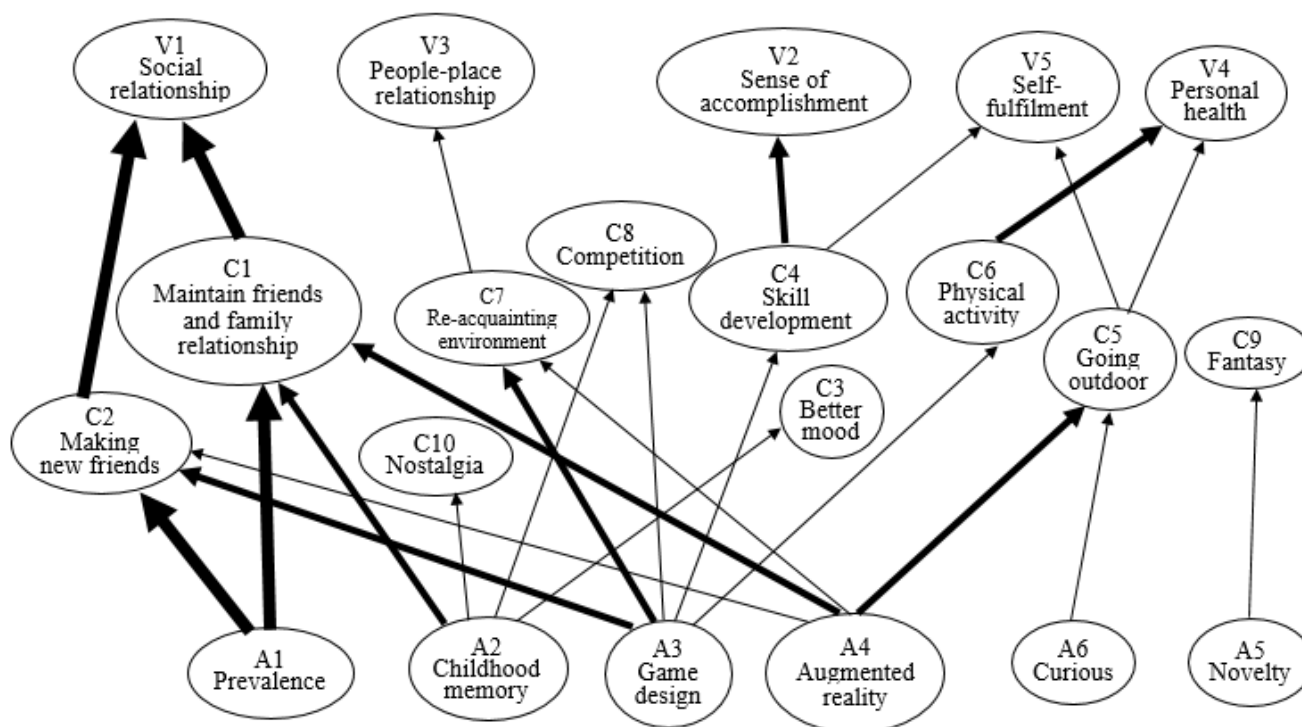 V1
Social
relationship
V3
People-place
relationship
V2
Sense of
accomplishment
V5
Self-
fulfilment
V4
Personal
health
C8
Competition
C1
Maintain friends
and family
relationship
C7
Re-acquainting
environment
C4
Skill
development
C6
Physical
activity
C5
Going
outdoor
C9
Fantasy
C3
Better
mood
C2
Making
new friends
C10
Nostalgia
A1
Prevalence
A2
Childhood
memory
A3
Game
design
A4
Augmented
reality
A6
Curious
A5
Novelty